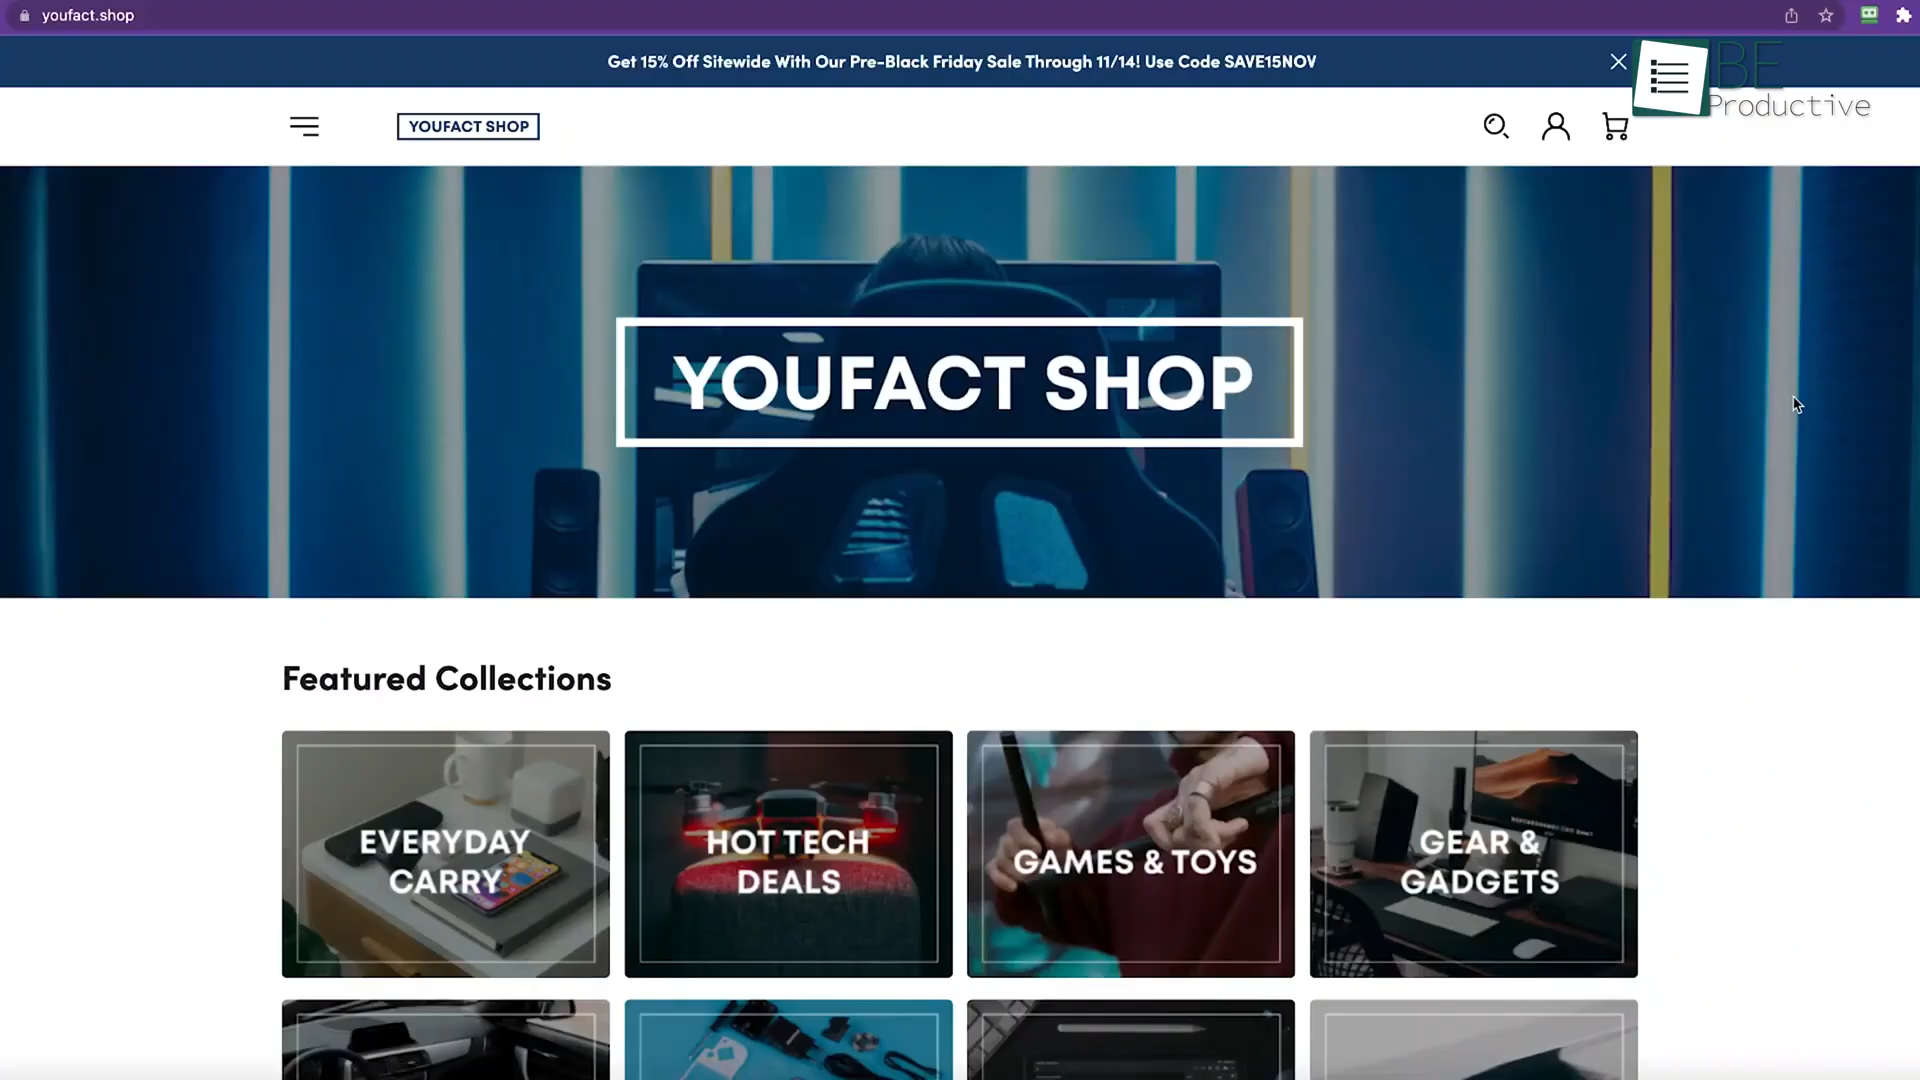 youfact.shop
Get 15% Off Sitewide With Our Pre-Black Friday Sale Through 11/14! Use Code SAVE15NOV
BE
Productive
YOUFACT SHOP
YOUFACT SHOP
Featured Collections
EVERYDAY
CARRY
HOT TECH
DEALS
GAMES & TOYS
GEAR &
GADGETS